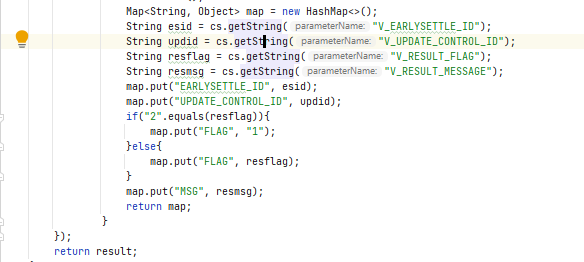 Map<String, Object> map = new HashMap<>();
String esid = cs.getString( parameterName: "V_EARLYSETTLE_ID");
String updid = cs.getString( parameterName: "V_UPDATE_CONTROL_ID");
String resflag = cs.getString( parameterName: "V_RESULT_FLAG");
String resmsg = cs.getString( parameterName: "V_RESULT_MESSAGE");
map.put("EARLYSETTLE_ID", esid);
map.put("UPDATE_CONTROL_ID", updid);
if("2".equals(resflag)){
map.put("FLAG", "1");
}else{
map.put("FLAG", resflag);
}
map.put("MSG", resmsg);
return map;
}
});
return result;